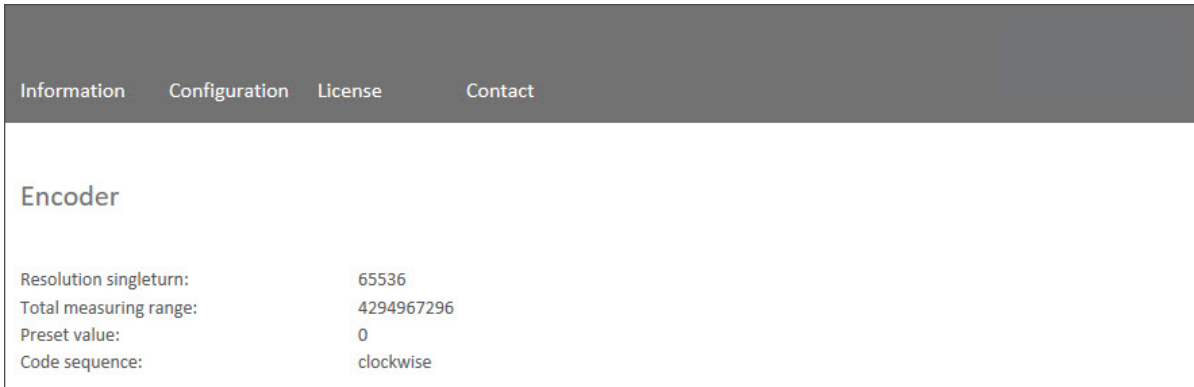 Information Configuration License Contact
Encoder
Resolution singleturn: 65536
Total measuring range: 4294967296
Preset value: 0
Code sequence: clockwise